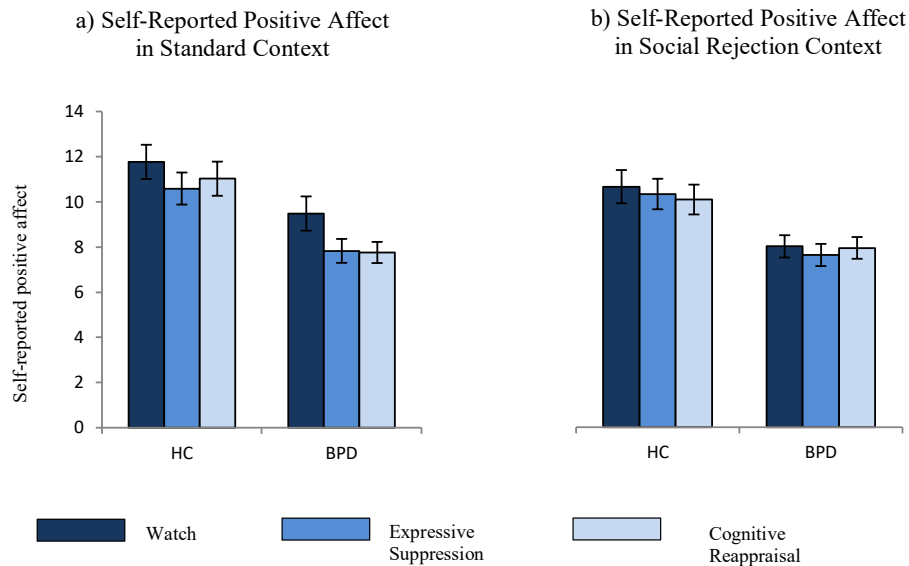 a) Self-Reported Positive Affect
in Standard Context
b) Self-Reported Positive Affect
in Social Rejection Context
Self-reported positive affect
14
12
10
8
6
4
2
0
HC
BPD
HC
BPD
Watch
Expressive
Suppression
Cognitive
Reappraisal